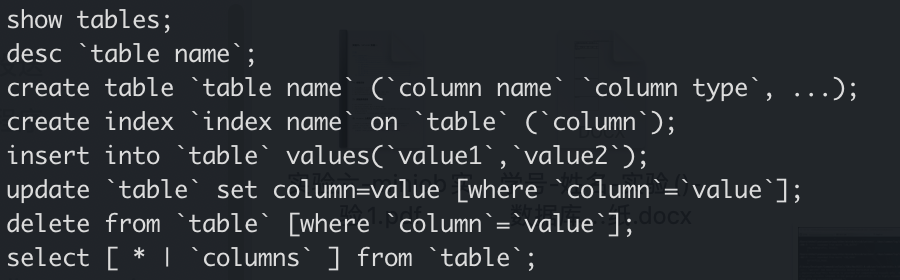 show tables;
desc `table name`;
create table `table name` (`column name` `column type`, ...);
create index `index name` on `table` (`column`);
insert into `table` values(`value1`,`value2`);
update `table` set column=value [where `column`=`value`];
delete from `table` [where `column`=`value`];
select [ * | `columns` ] from `table`;